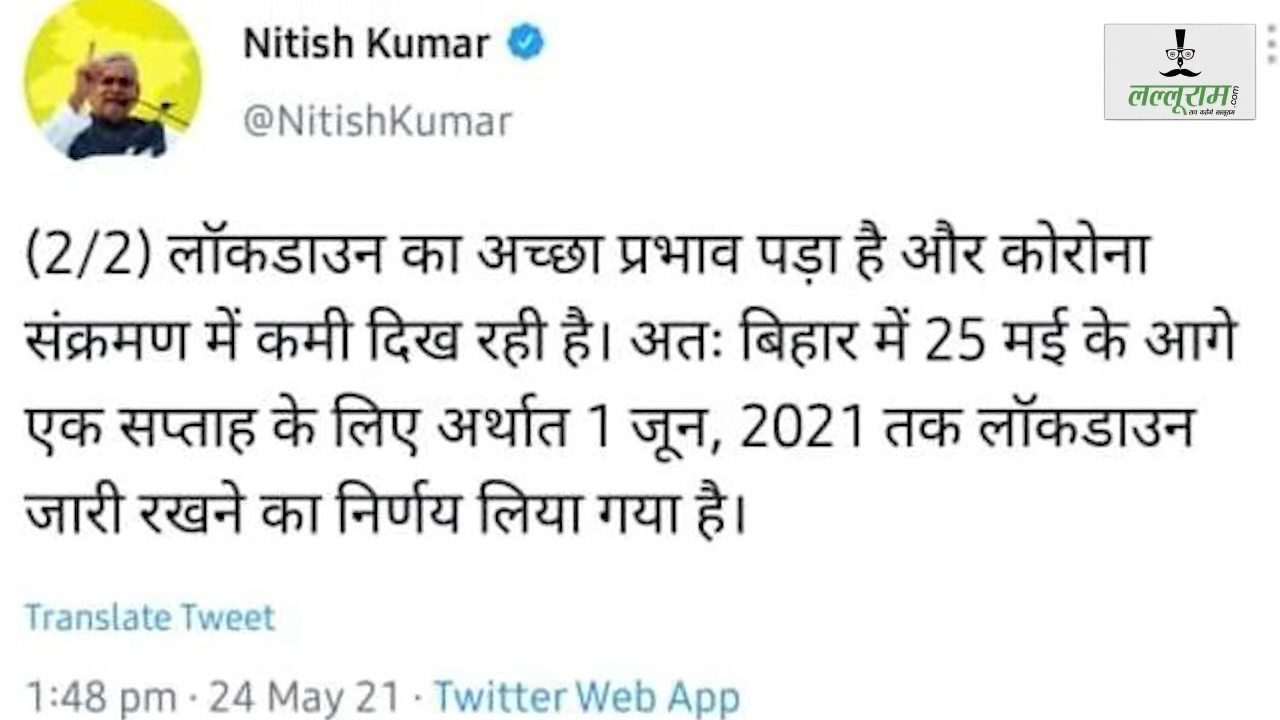 Nitish Kumar
@NitishKumar
लल्लूराम.com
(2/2) लॉकडाउन का अच्छा प्रभाव पड़ा है और कोरोना
संक्रमण में कमी दिख रही है। अतः बिहार में 25 मई के आगे
एक सप्ताह के लिए अर्थात 1 जून, 2021 तक लॉकडाउन
जारी रखने का निर्णय लिया गया है।
Translate Tweet
1:48 pm · 24 May 21 · Twitter Web App